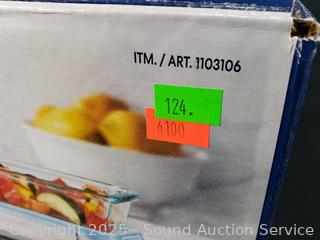 ITM. / ART. 1103106
124.
4100
Copyright 2025 - Sound Auction Service